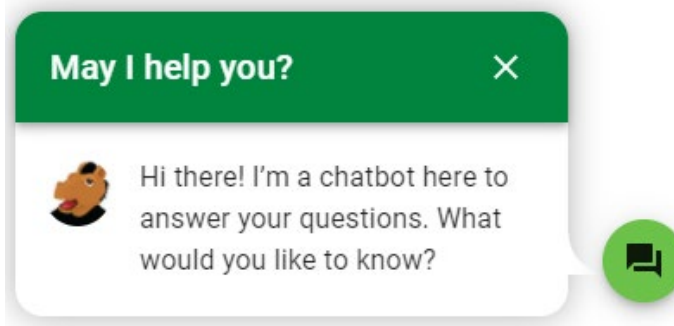 May I help you?
Hi there! I'm a chatbot here to
answer your questions. What
would you like to know?